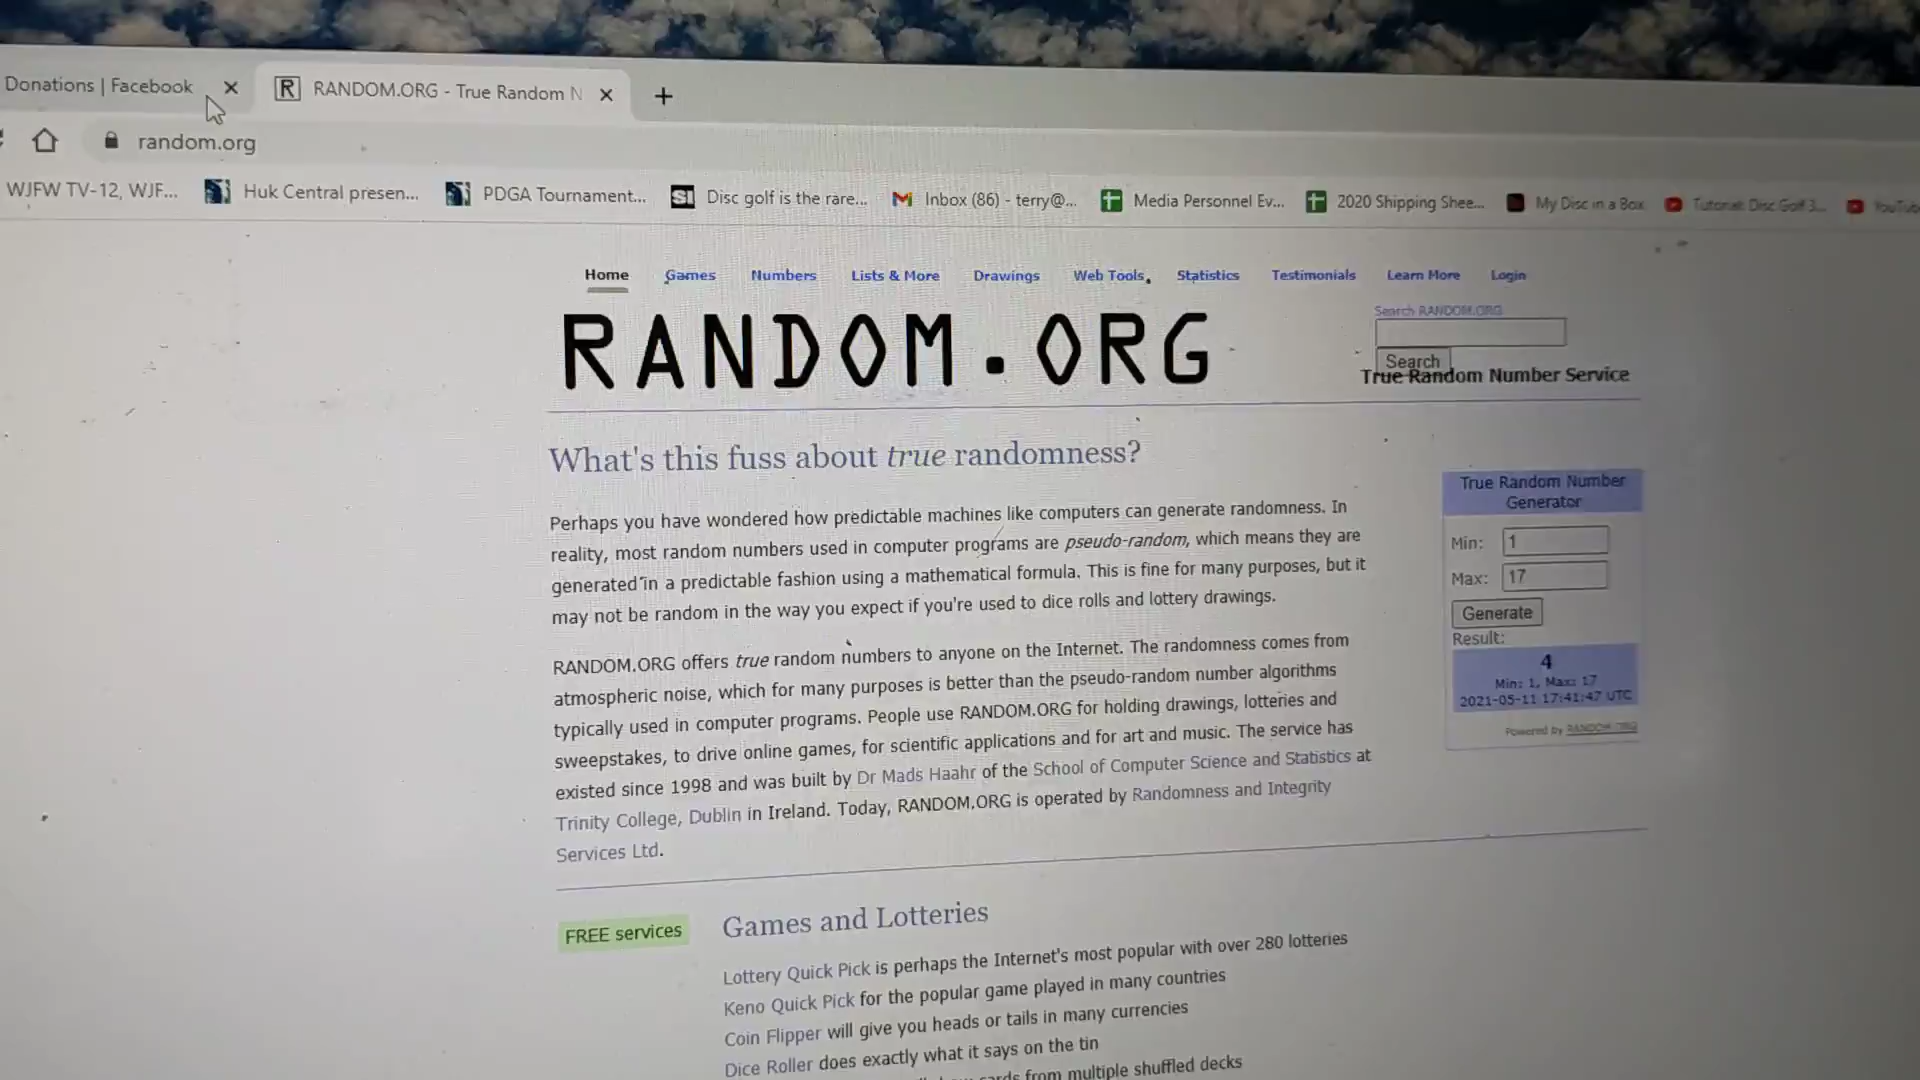 Donations | Facebook
RANDOM.ORG - True Random N
random.org
WJFW TV-12, WJF...
Huk Central presen...
PDGA Tournament...
Disc golf is the rare...
Inbox (86) - terry@...
Media Personnel Ev...
2020 Shipping Shee...
My Disc in a Box
Tutorial: Disc Golf 3...
YouTub
Home Games Numbers Lists & More Drawings Web Tools Statistics Testimonials Learn More Login
RANDOM.ORG
Search RANDOM.ORG
Search
True Random Number Service
What's this fuss about true randomness?
Perhaps you have wondered how predictable machines like computers can generate randomness. In
reality, most random numbers used in computer programs are pseudo-random, which means they are
generated in a predictable fashion using a mathematical formula. This is fine for many purposes, but it
may not be random in the way you expect if you're used to dice rolls and lottery drawings.
RANDOM.ORG offers true random numbers to anyone on the Internet. The randomness comes from
atmospheric noise, which for many purposes is better than the pseudo-random number algorithms
typically used in computer programs. People use RANDOM.ORG for holding drawings, lotteries and
sweepstakes, to drive online games, for scientific applications and for art and music. The service has
existed since 1998 and was built by Dr Mads Haahr of the School of Computer Science and Statistics at
Trinity College, Dublin in Ireland. Today, RANDOM.ORG is operated by Randomness and Integrity
Services Ltd.
True Random Number
Generator
Min: 1
Max: 17
Generate
Result:
4
Min: 1, Max: 17
2021-05-11 17:41:47 UTC
Powered by RANDOM.ORG
FREE services
Games and Lotteries
Lottery Quick Pick is perhaps the Internet's most popular with over 280 lotteries
Keno Quick Pick for the popular game played in many countries
Coin Flipper will give you heads or tails in many currencies
Dice Roller does exactly what it says on the tin
cards from multiple shuffled decks